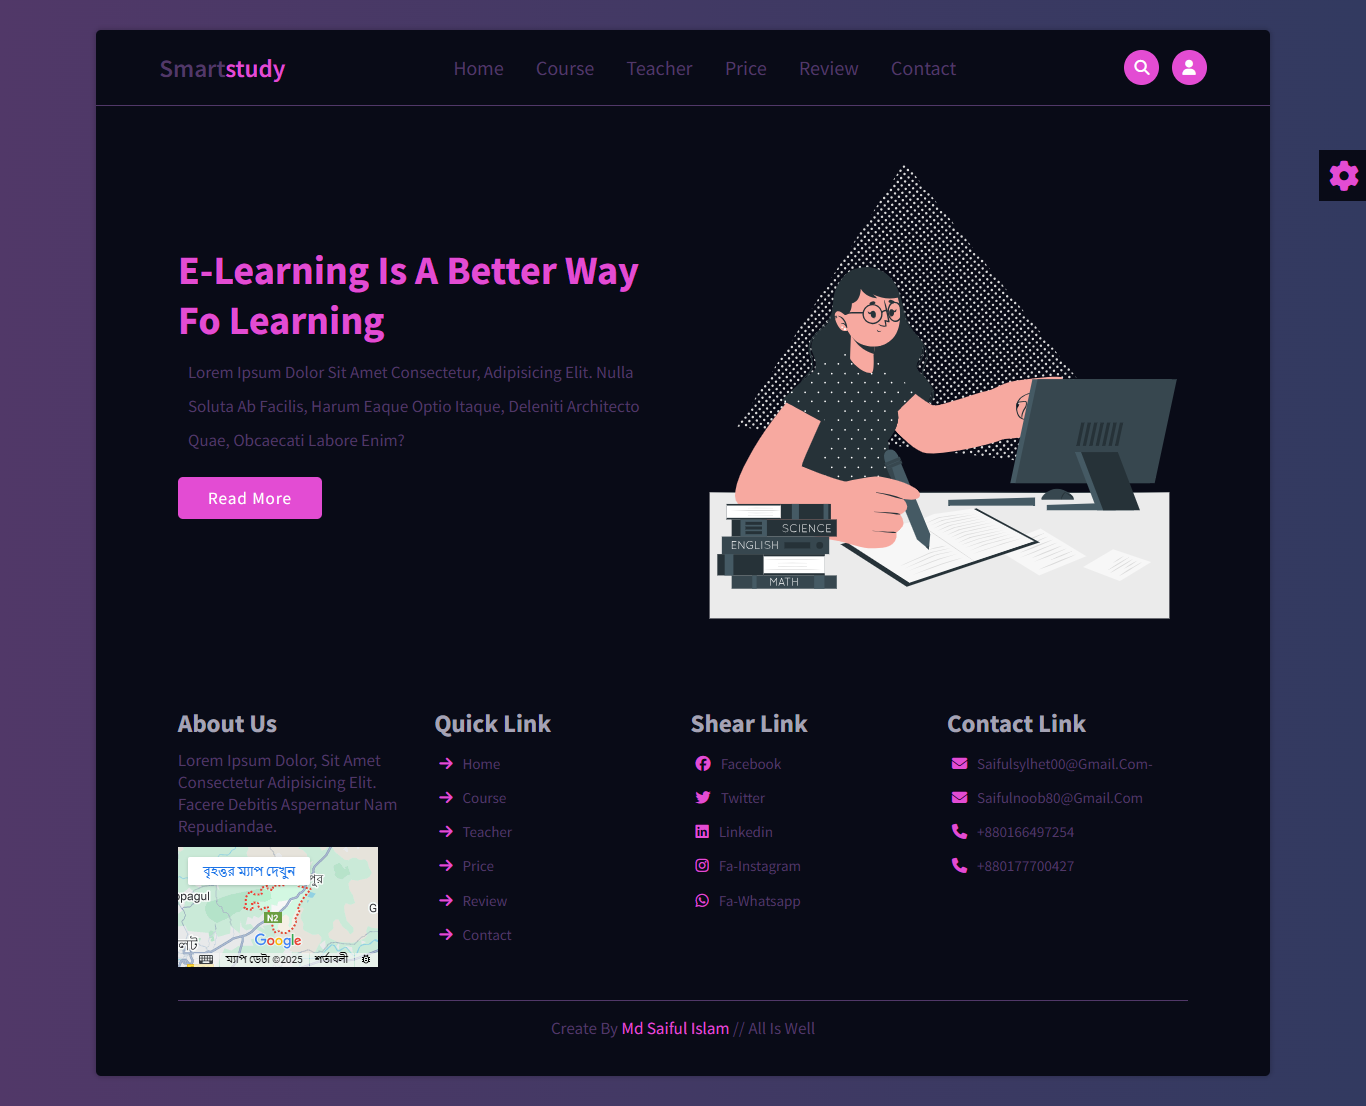 Smartstudy
Home Course Teacher Price Review Contact
E-Learning Is A Better Way
Fo Learning
Lorem Ipsum Dolor Sit Amet Consectetur, Adipisicing Elit. Nulla
Soluta Ab Facilis, Harum Eaque Optio Itaque, Deleniti Architecto
Quae, Obcaecati Labore Enim?
Read More
SCIENCE
ENGLISH
MATH
About Us
Lorem Ipsum Dolor, Sit Amet
Consectetur Adipisicing Elit.
Facere Debitis Aspernatur Nam
Repudiandae.
বৃহত্তর ম্যাপ দেখুন
পুর
opagul
G
N2
লেট
Google
ম্যাপ ডেটা ©2025 শর্তাবলী
Quick Link
Home
Course
Teacher
Price
Review
Contact
Shear Link
Facebook
Twitter
Linkedin
Fa-Instagram
Fa-Whatsapp
Contact Link
Saifulsylhet00@Gmail.Com-
Saifulnoob80@Gmail.Com
+880166497254
+880177700427
Create By Md Saiful Islam // All Is Well